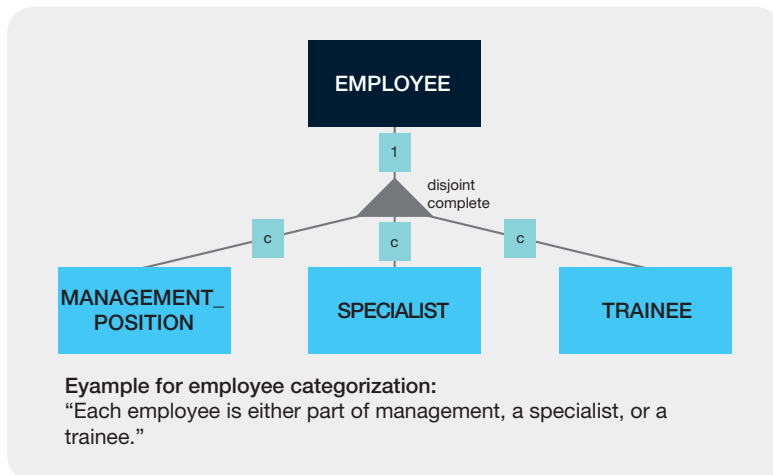 EMPLOYEE
1
disjoint
complete
c
c
c
MANAGEMENT_
POSITION
SPECIALIST
TRAINEE
Eyample for employee categorization:
“Each employee is either part of management, a specialist, or a
trainee.”